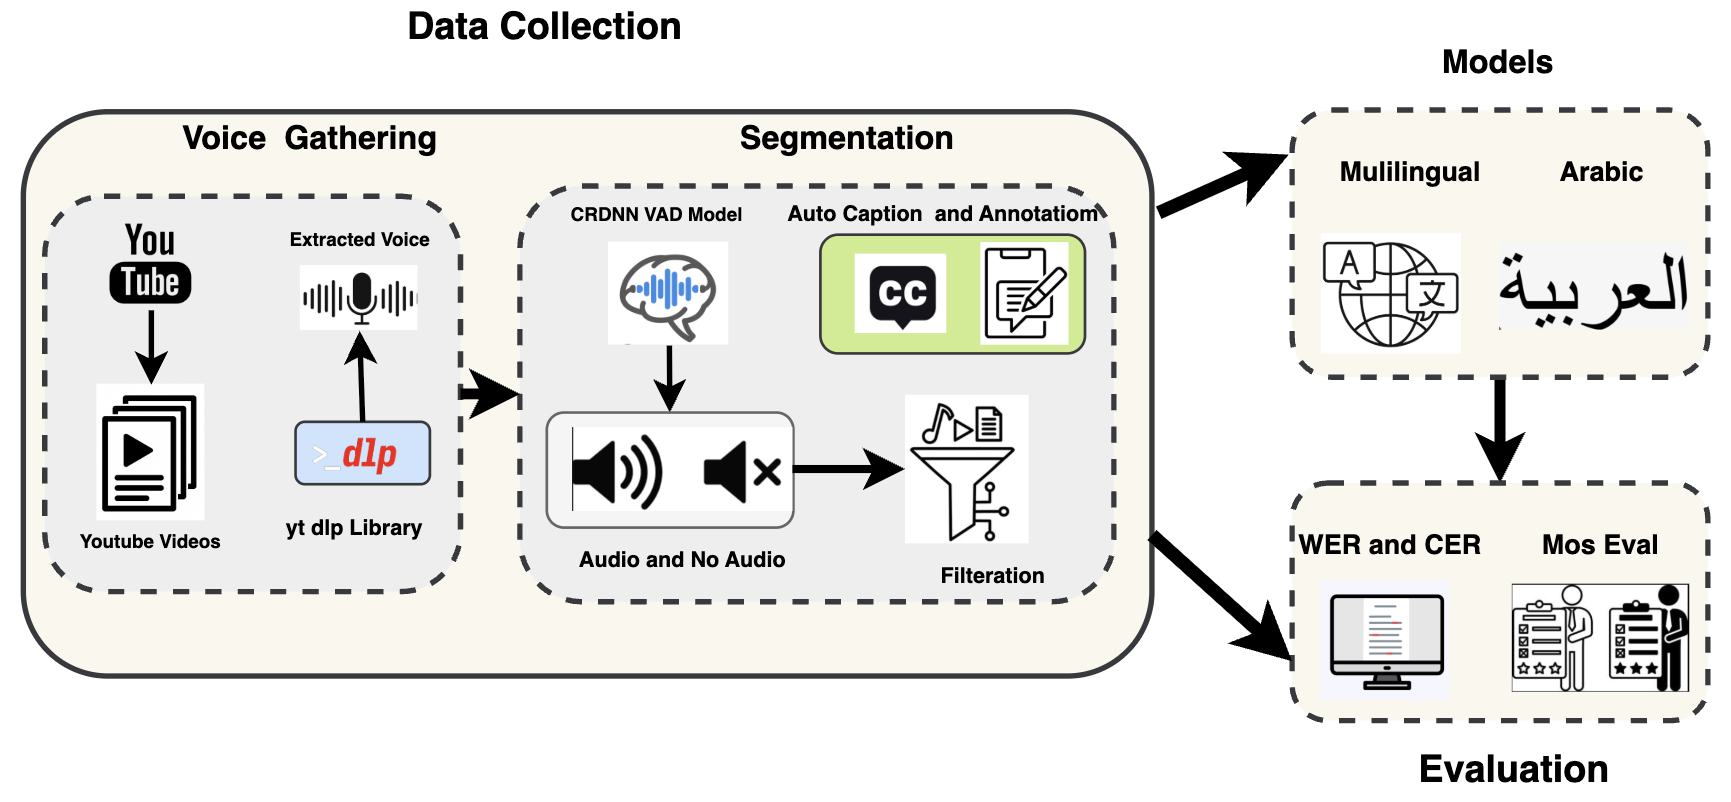 Data Collection
Voice Gathering
Segmentation
You
Tube
Extracted Voice
>_dlp
Youtube Videos
yt dlp Library
CRDNN VAD Model
Auto Caption and Annotatiom
CC
Audio and No Audio
Filteration
Models
Mulilingual
Arabic
A
文
العربية
WER and CER
Mos Eval
Evaluation